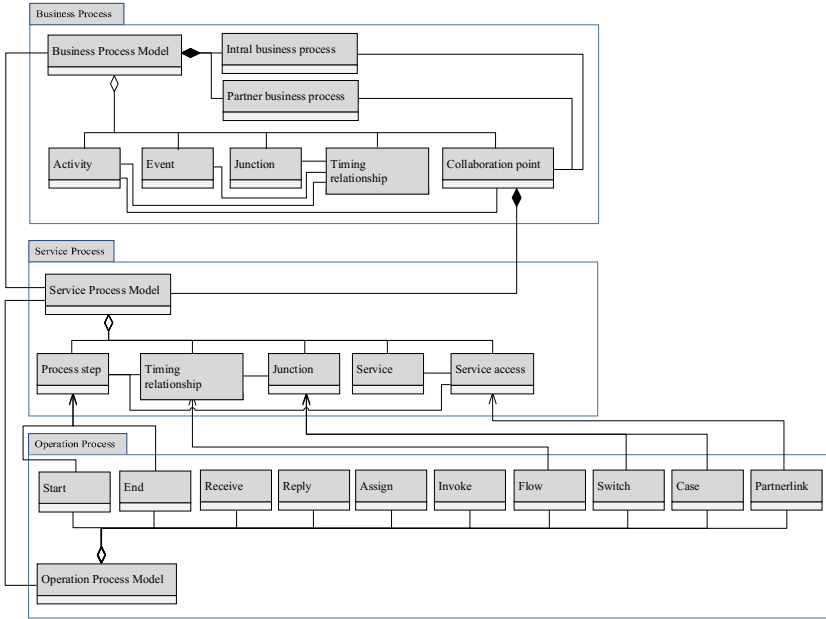 Business Process
Business Process Model
Intral business process
Partner business process
Activity
Event
Junction
Timing
relationship
Collaboration point
Service Process
Service Process Model
Process step
Timing
relationship
Junction
Service
Service access
Operation Process
Start
End
Receive
Reply
Assign
Invoke
Flow
Switch
Case
Partnerlink
Operation Process Model